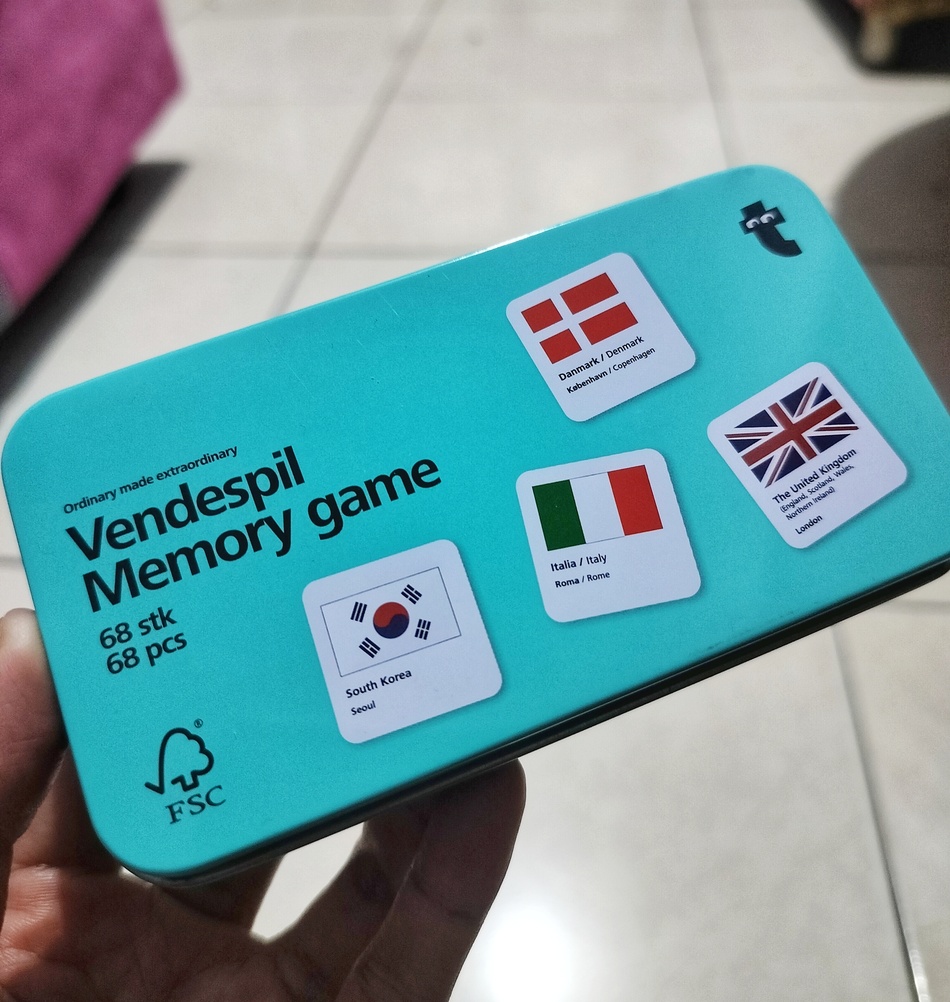 Ordinary made extraordinary
Vendespil
Memory game
68 stk
68 pcs
FSC®
t
Danmark / Denmark
København / Copenhagen
The United Kingdom
(England, Scotland, Wales,
Northern Ireland)
London
Italia / Italy
Roma / Rome
South Korea
Seoul